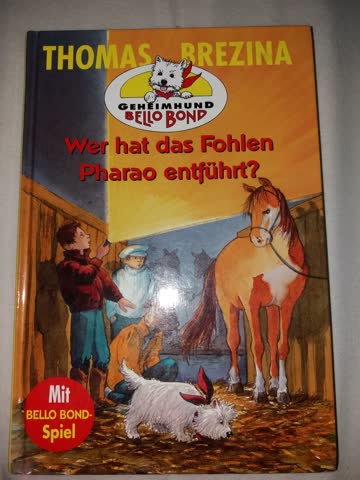 THOMAS BREZINA
GEHEIMHUND
BELLO BOND
Wer hat das Fohlen
Pharao entführt?
Mit
BELLO BOND-
Spiel